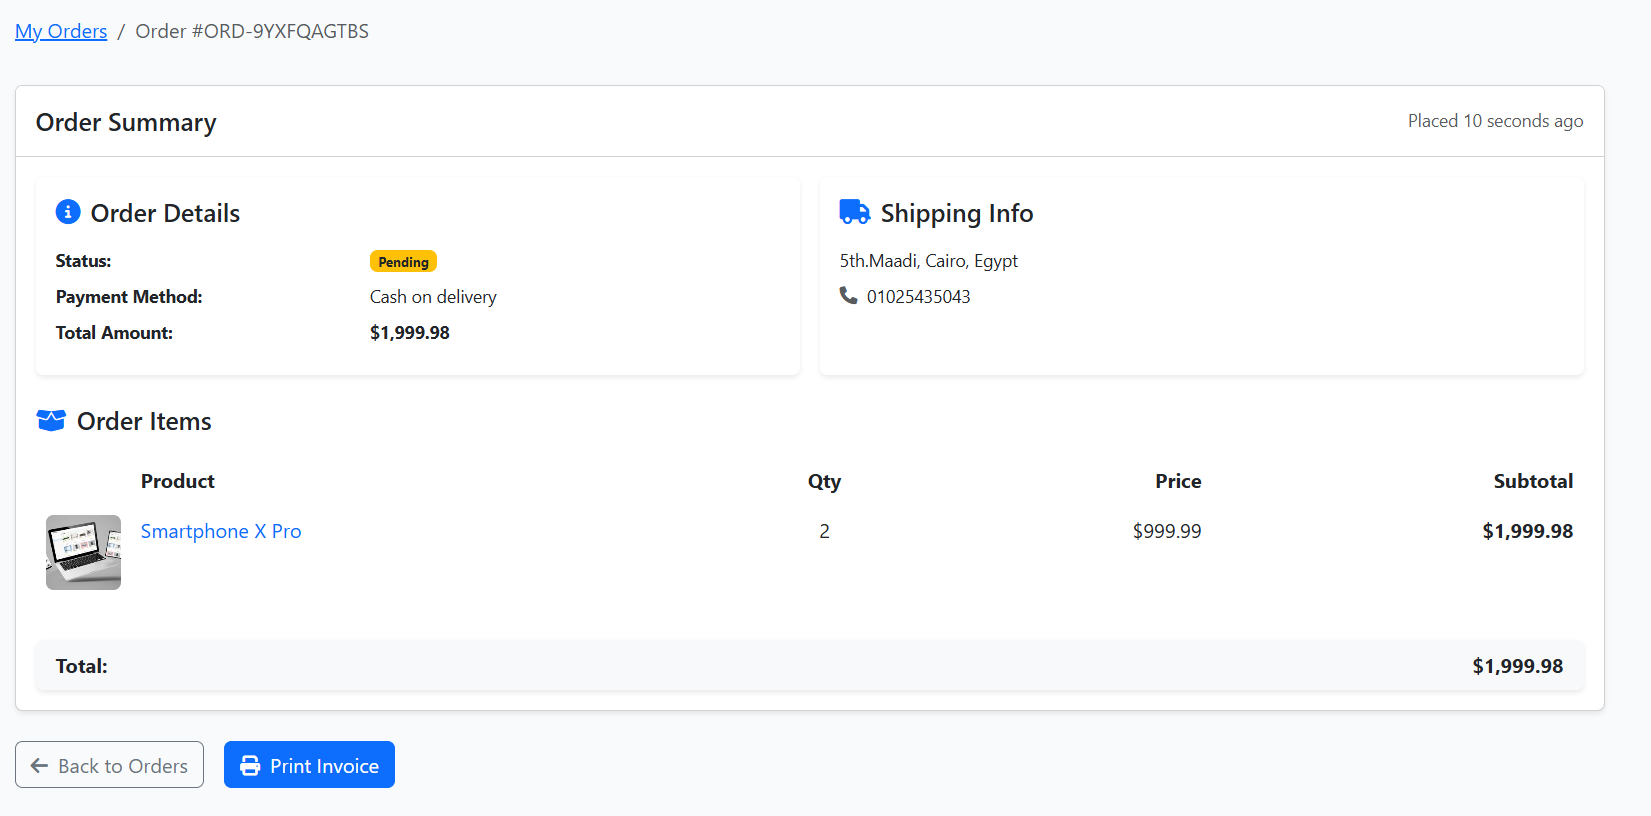 My Orders / Order #ORD-9YXFQAGTBS
Order Summary
Placed 10 seconds ago
Order Details
Status: Pending
Payment Method: Cash on delivery
Total Amount: $1,999.98
Shipping Info
5th.Maadi, Cairo, Egypt
01025435043
Order Items
Product Qty Price Subtotal
Smartphone X Pro 2 $999.99 $1,999.98
Total: $1,999.98
Back to Orders
Print Invoice